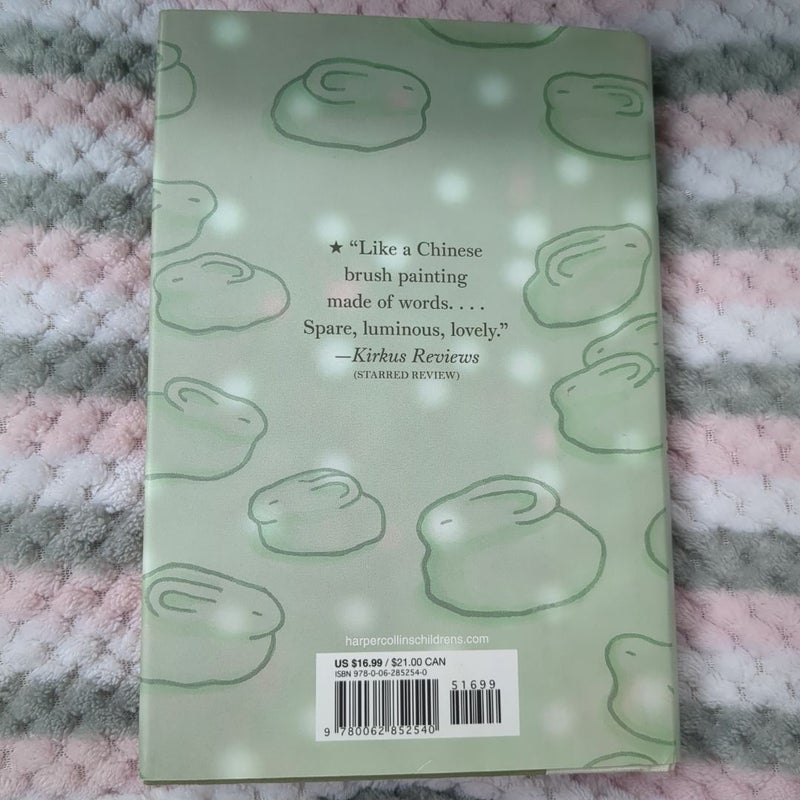 ★ “Like a Chinese
brush painting
made of words. . . .
Spare, luminous, lovely.”
—Kirkus Reviews
(STARRED REVIEW)
harpercollinschildrens.com
US $16.99 / $21.00 CAN
ISBN 978-0-06-285254-0
51699
9 780062 852540